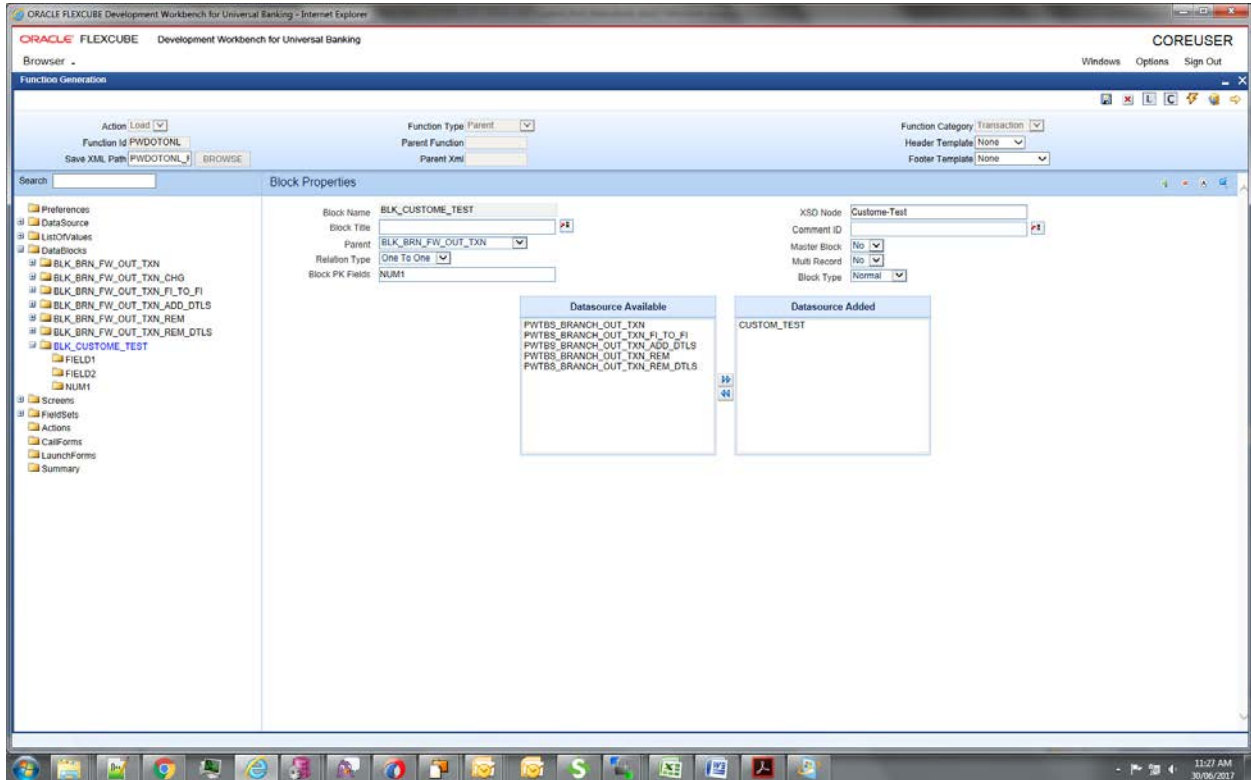 ORACLE FLEXCUBE Development Workbench for Universal Banking - Internet Explorer
ORACLE FLEXCUBE Development Workbench for Universal Banking COREUSER
Browser Windows Options Sign Out
Function Generation
L C
Action Load Function Type Parent Function Category Transaction
Function Id PWDOTONL Parent Function Header Template None
Save XML Path PWDOTONL_F BROWSE Parent Xml Footer Template None
Search Block Properties
Preferences
DataSource
ListOfValues
DataBlocks
BLK_BRN_FW_OUT_TXN
BLK_BRN_FW_OUT_TXN_CHG
BLK_BRN_FW_OUT_TXN_FI_TO_FI
BLK_BRN_FW_OUT_TXN_ADD_DTLS
BLK_BRN_FW_OUT_TXN_REM
BLK_BRN_FW_OUT_TXN_REM_DTLS
BLK_CUSTOME_TEST
FIELD1
FIELD2
NUM1
Screens
FieldSets
Actions
CallForms
LaunchForms
Summary
Block Name BLK_CUSTOME_TEST XSD Node Custome-Test
Block Title Comment ID
Parent BLK_BRN_FW_OUT_TXN Master Block No
Relation Type One To One Multi Record No
Block PK Fields NUM1 Block Type Normal
Datasource Available Datasource Added
PWTBS_BRANCH_OUT_TXN CUSTOM_TEST
PWTBS_BRANCH_OUT_TXN_FI_TO_FI
PWTBS_BRANCH_OUT_TXN_ADD_DTLS
PWTBS_BRANCH_OUT_TXN_REM
PWTBS_BRANCH_OUT_TXN_REM_DTLS
11:27 AM
30/06/2017